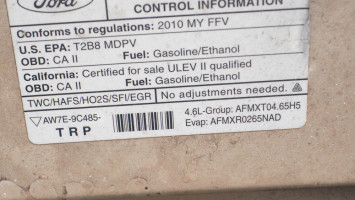 Ford
CONTROL INFORMATION
Conforms to regulations: 2010 MY FFV
U.S. EPA: T2B8 MDPV
OBD: CA II Fuel: Gasoline/Ethanol
California: Certified for sale ULEV II qualified
OBD: CA II Fuel: Gasoline/Ethanol
TWC/HAFS/HO2S/SFI/EGR No adjustments needed.
AW7E-9C485- 4.6L-Group: AFMXT04.65H5
TRP Evap: AFMXR0265NAD